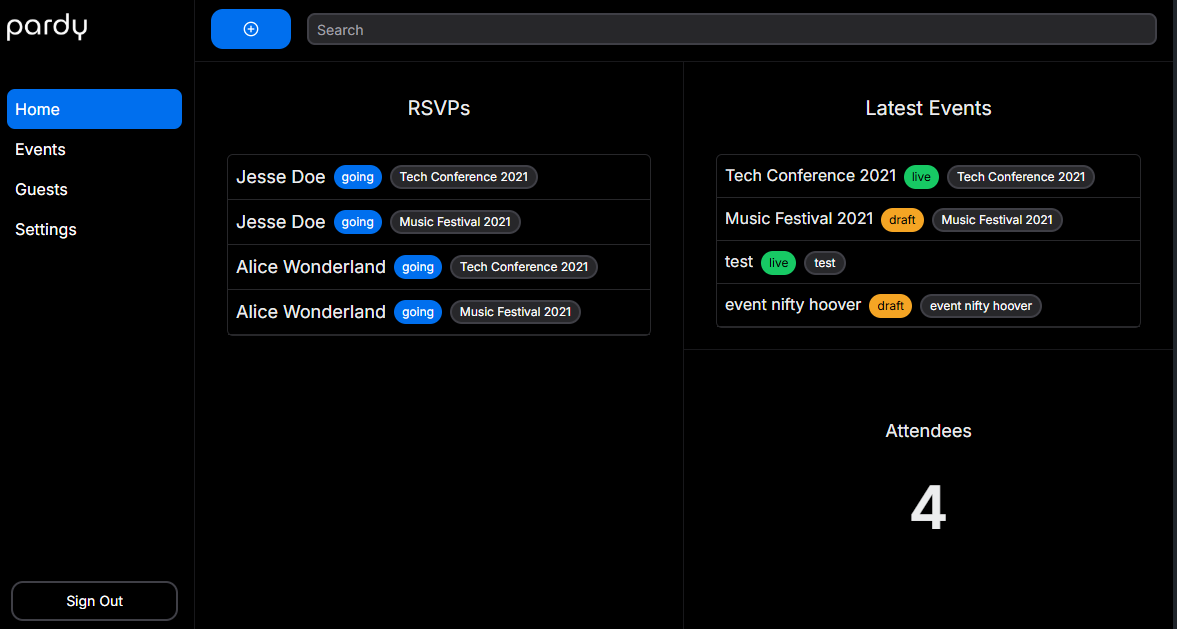 pardy
Search
Home
Events
Guests
Settings
Sign Out
RSVPs
Jesse Doe going Tech Conference 2021
Jesse Doe going Music Festival 2021
Alice Wonderland going Tech Conference 2021
Alice Wonderland going Music Festival 2021
Latest Events
Tech Conference 2021 live Tech Conference 2021
Music Festival 2021 draft Music Festival 2021
test live test
event nifty hoover draft event nifty hoover
Attendees
4